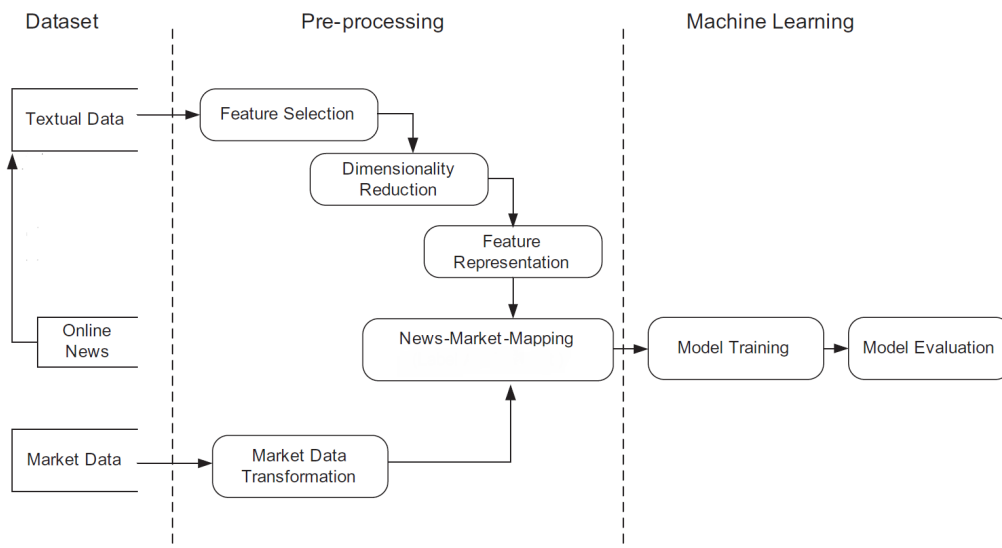 Dataset
Pre-processing
Machine Learning
Textual Data
Feature Selection
Dimensionality
Reduction
Feature
Representation
Online
News
News-Market-Mapping
Model Training
Model Evaluation
Market Data
Market Data
Transformation